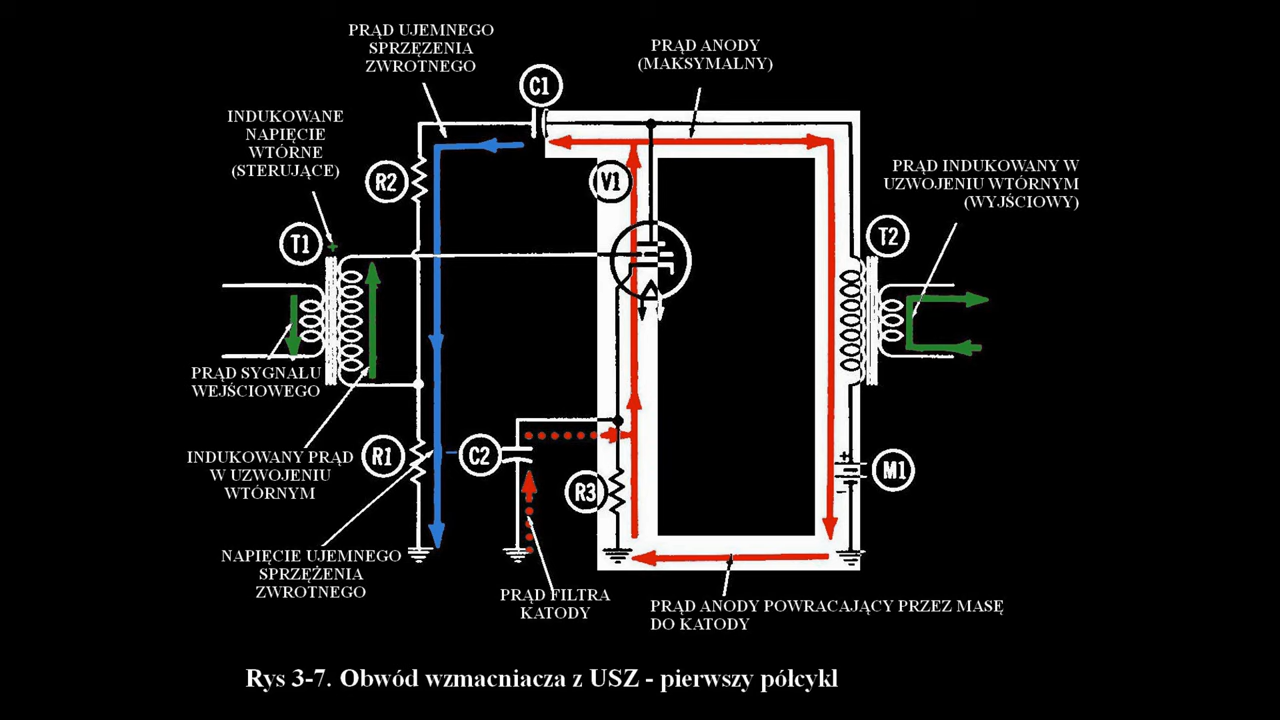 PRĄD UJEMNEGO
SPRZĘZENIA
ZWROTNEGO
PRĄD ANODY
(MAKSYMALNY)
C1
INDUKOWANE
NAPIĘCIE
WTÓRNE
(STERUJĄCE)
R2
V1
PRĄD INDUKOWANY W
UZWOJENIU WTÓRNYM
(WYJŚCIOWY)
T1
+
T2
PRĄD SYGNALU
WEJŚCIOWEGO
INDUKOWANY PRĄD
W UZWOJENIU
WTÓRNYM
R1
-
C2
R3
+
-
M1
NAPIĘCIE UJEMNEGO
SPRZĘŻENIA
ZWROTNEGO
PRĄD FILTRA
KATODY
PRĄD ANODY POWRACAJĄCY PRZEZ MASĘ
DO KATODY
Rys 3-7. Obwód wzmacniacza z USZ - pierwszy półcykl